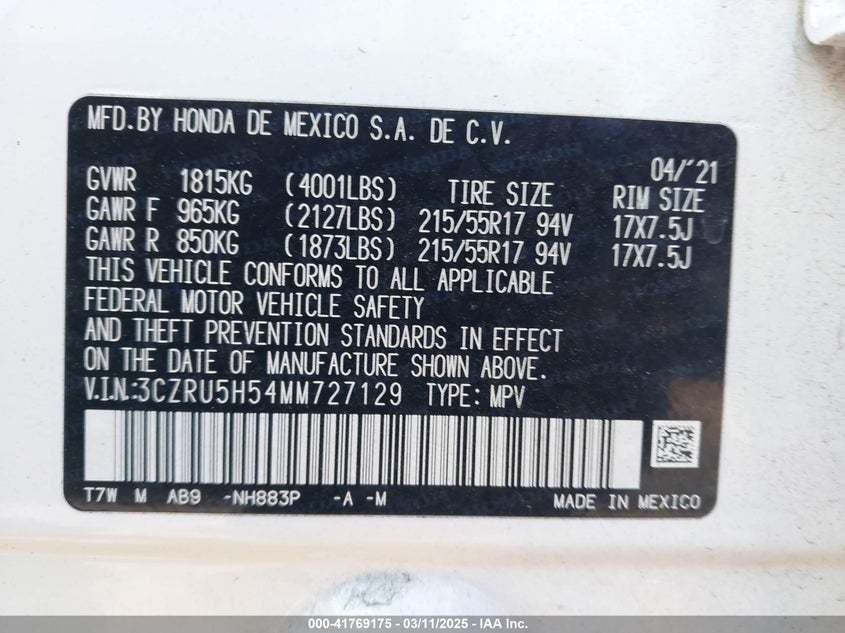 MFD.BY HONDA DE MEXICO S.A. DE C.V.
04/'21
GVWR 1815KG (4001LBS) TIRE SIZE RIM SIZE
GAWR F 965KG (2127LBS) 215/55R17 94V 17X7.5J
GAWR R 850KG (1873LBS) 215/55R17 94V 17X7.5J
THIS VEHICLE CONFORMS TO ALL APPLICABLE
FEDERAL MOTOR VEHICLE SAFETY
AND THEFT PREVENTION STANDARDS IN EFFECT
ON THE DATE OF MANUFACTURE SHOWN ABOVE.
V.I.N.:3CZRU5H54MM727129 TYPE: MPV
T7W M AB9 -NH883P -A -M MADE IN MEXICO
000-41769175 - 03/11/2025 - IAA Inc.